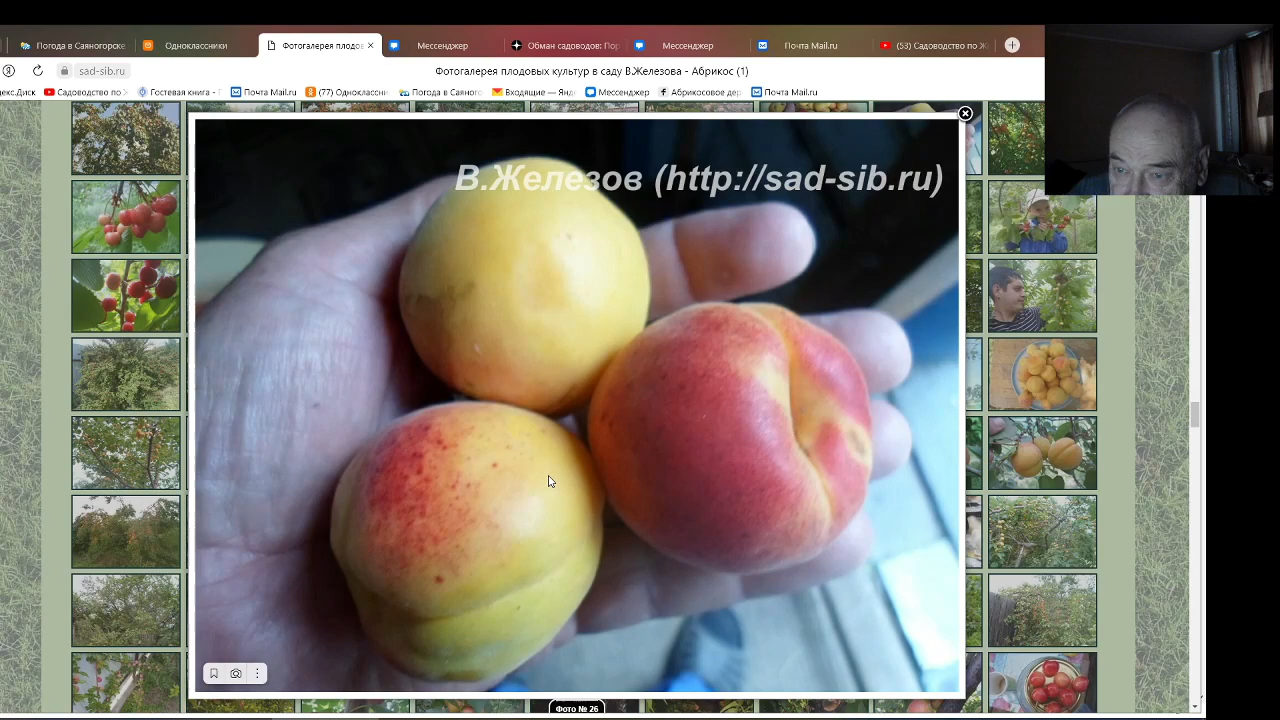 Погода в Саяногорске
Одноклассники
Фотогалерея плодов
Мессенджер
Обман садоводов: Пор
Мессенджер
Почта Mail.ru
(53) Садоводство по Ж
sad-sib.ru
Фотогалерея плодовых культур в саду В.Железова - Абрикос (1)
екс.Диск
Садоводство по
Гостевая книга -
Почта Mail.ru
(77) Одноклассни
Погода в Саяног
Входящие — Янд
Мессенджер
Абрикосовое дер
Почта Mail.ru
В.Железов (http://sad-sib.ru)
Фото № 26